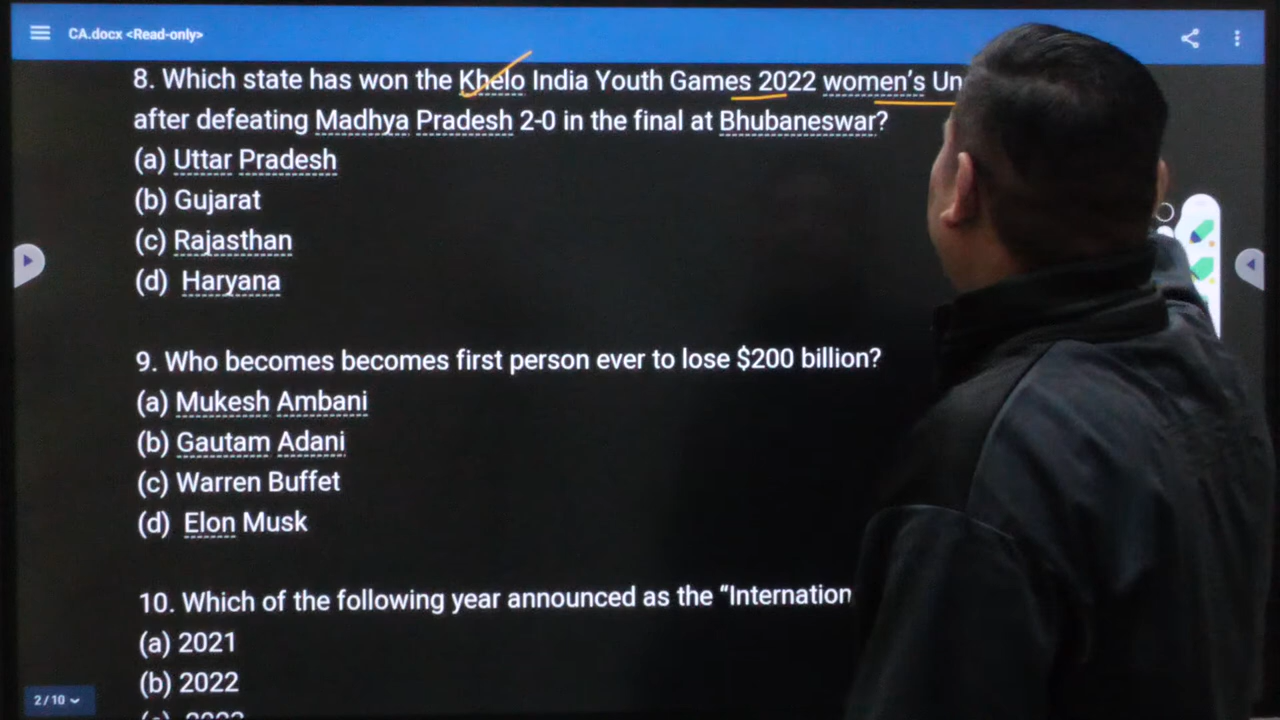 CA.docx <Read-only>
8. Which state has won the Khelo India Youth Games 2022 women's
after defeating Madhya Pradesh 2-0 in the final at Bhubaneswar?
(a) Uttar Pradesh
(b) Gujarat
(c) Rajasthan
(d) Haryana
9. Who becomes becomes first person ever to lose $200 billion?
(a) Mukesh Ambani
(b) Gautam Adani
(c) Warren Buffet
(d) Elon Musk
10. Which of the following year announced as the “
(a) 2021
(b) 2022
2/10